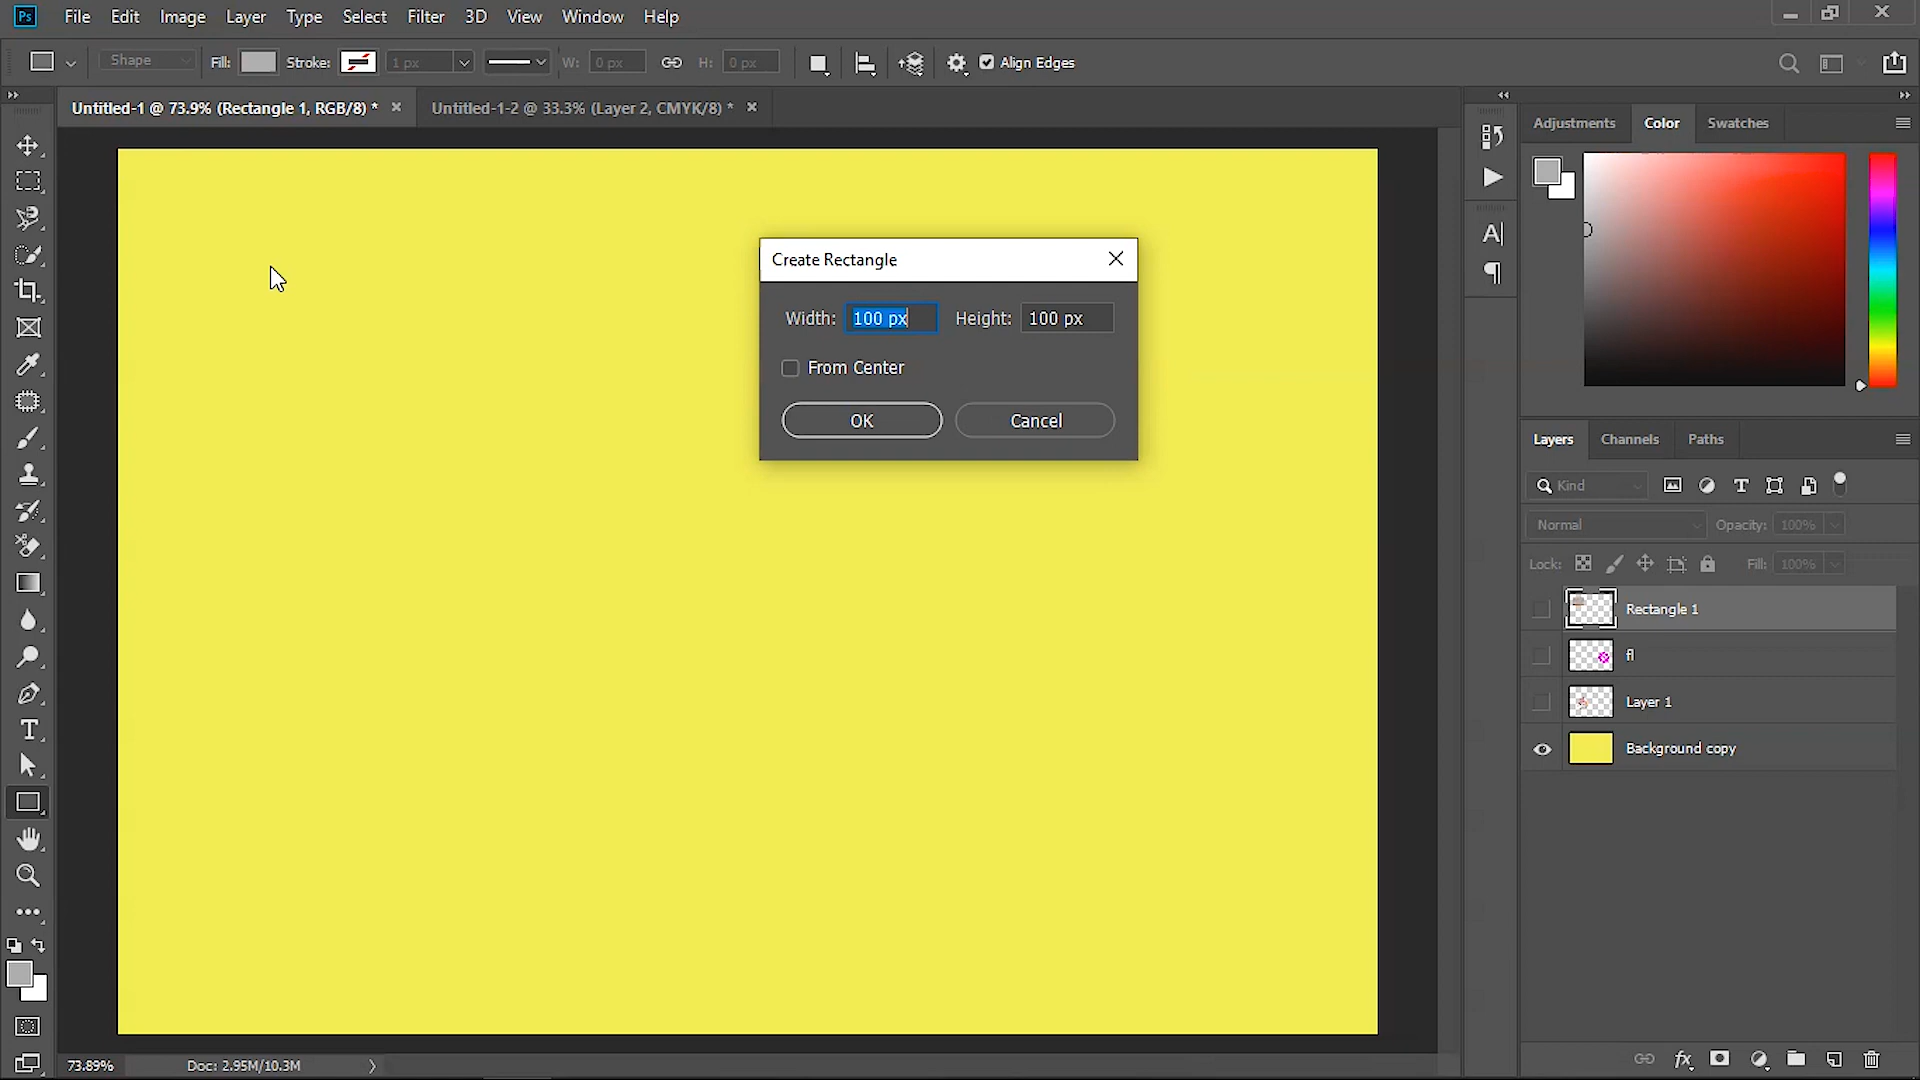 Ps File Edit Image Layer Type Select Filter 3D View Window Help
Shape Fill: Stroke: 1 px W: 0 px H: 0 px Align Edges
Untitled-1 @ 73.9% (Rectangle 1, RGB/8) * Untitled-1-2 @ 33.3% (Layer 2, CMYK/8) *
Adjustments Color Swatches
Create Rectangle
Width: 100 px Height: 100 px
From Center
OK Cancel
Layers Channels Paths
Kind
Normal Opacity: 100%
Lock: Fill: 100%
Rectangle 1
fl
Layer 1
Background copy
73.89% Doc: 2.95M/10.3M